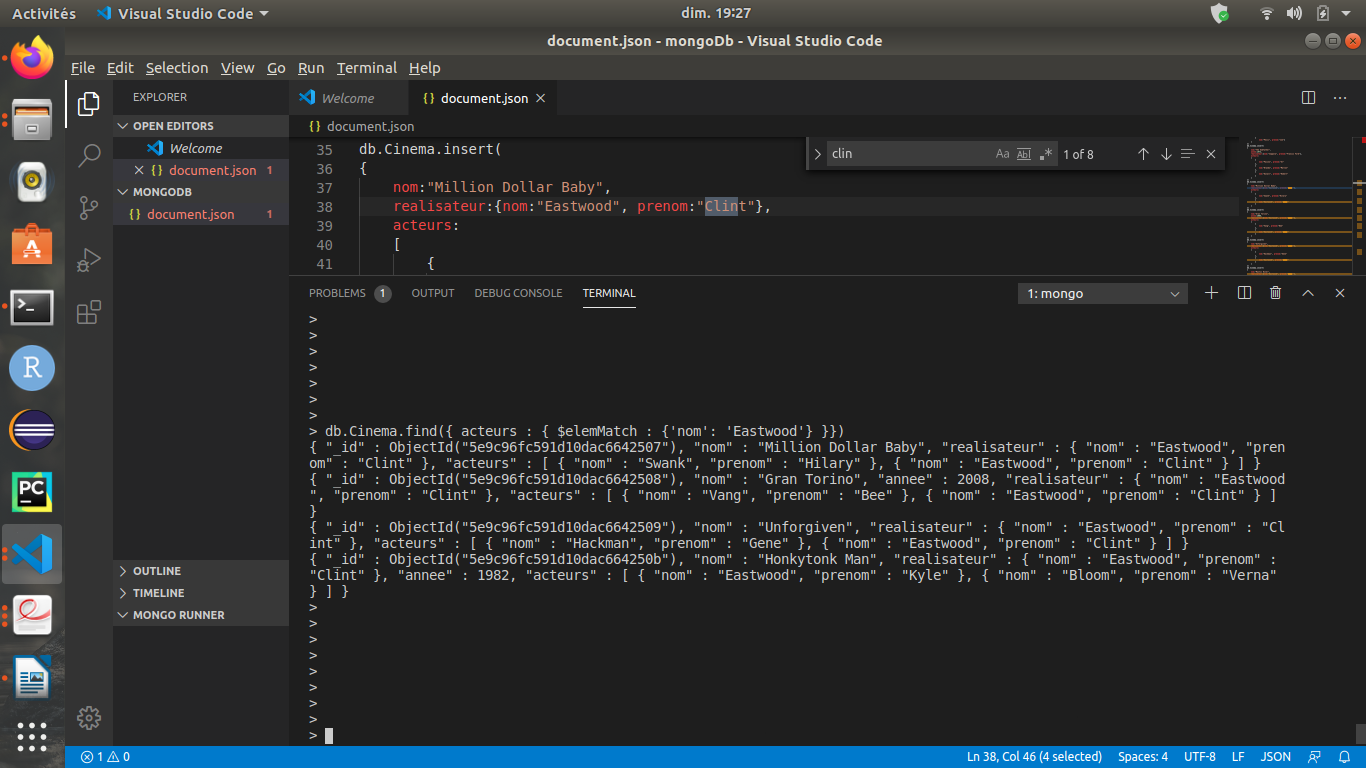 Activités
Visual Studio Code
dim. 19:27
document.json - mongoDb - Visual Studio Code
File Edit Selection View Go Run Terminal Help
EXPLORER
OPEN EDITORS
Welcome
document.json 1
MONGODB
document.json 1
OUTLINE
TIMELINE
MONGO RUNNER
Welcome
{} document.json
{} document.json
clin
Aa Abl .*
1 of 8
35 db.Cinema.insert(
36 {
37 nom:"Million Dollar Baby",
38 realisateur:{nom:"Eastwood", prenom:"Clint"},
39 acteurs:
40 [
41 {
PROBLEMS 1 OUTPUT DEBUG CONSOLE TERMINAL
1: mongo
>
>
>
>
>
>
>
> db.Cinema.find({ acteurs : { $elemMatch : {'nom': 'Eastwood'} }})
{ "_id" : ObjectId("5e9c96fc591d10dac6642507"), "nom" : "Million Dollar Baby", "realisateur" : { "nom" : "Eastwood", "pren
om" : "Clint" }, "acteurs" : [ { "nom" : "Swank", "prenom" : "Hilary" }, { "nom" : "Eastwood", "prenom" : "Clint" } ] }
{ "_id" : ObjectId("5e9c96fc591d10dac6642508"), "nom" : "Gran Torino", "annee" : 2008, "realisateur" : { "nom" : "Eastwood
", "prenom" : "Clint" }, "acteurs" : [ { "nom" : "Vang", "prenom" : "Bee" }, { "nom" : "Eastwood", "prenom" : "Clint" } ]
}
{ "_id" : ObjectId("5e9c96fc591d10dac6642509"), "nom" : "Unforgiven", "realisateur" : { "nom" : "Eastwood", "prenom" : "Cl
int" }, "acteurs" : [ { "nom" : "Hackman", "prenom" : "Gene" }, { "nom" : "Eastwood", "prenom" : "Clint" } ] }
{ "_id" : ObjectId("5e9c96fc591d10dac664250b"), "nom" : "Honkytonk Man", "realisateur" : { "nom" : "Eastwood", "prenom" :
"Clint" }, "annee" : 1982, "acteurs" : [ { "nom" : "Eastwood", "prenom" : "Kyle" }, { "nom" : "Bloom", "prenom" : "Verna"
} ] }
>
>
>
>
>
>
>
>
>
R
PC
1 0
Ln 38, Col 46 (4 selected) Spaces: 4 UTF-8 LF JSON